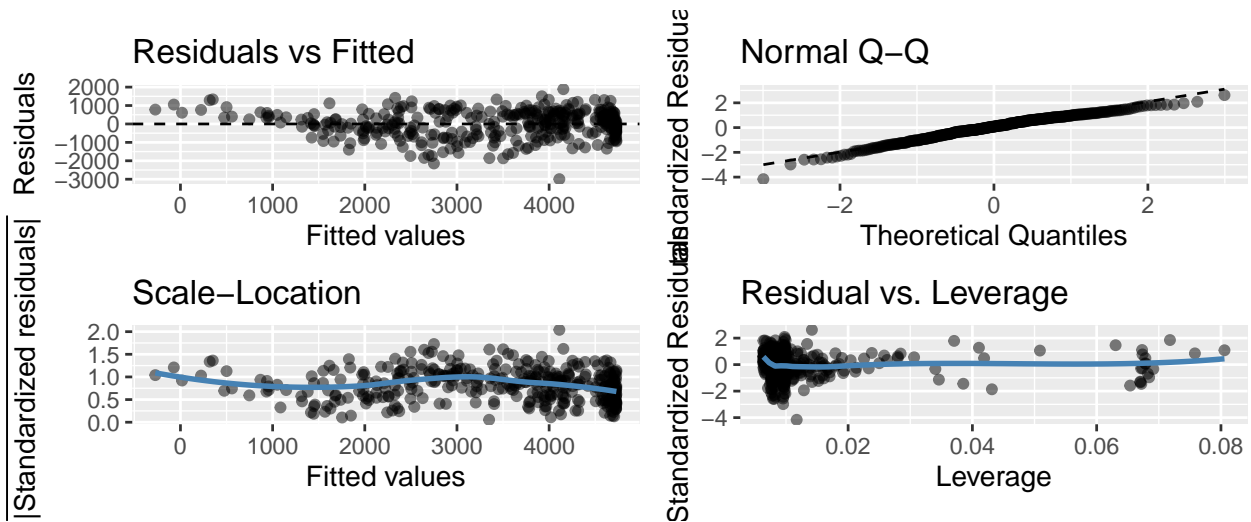 Residuals vs Fitted
Residuals
2000
1000
0
−1000
−2000
−3000
0 1000 2000 3000 4000
Fitted values
Normal Q−Q
2
0
−2
−4
−2 0 2
Theoretical Quantiles
Scale−Location
|Standardized residuals|
2.0
1.5
1.0
0.5
0.0
0 1000 2000 3000 4000
Fitted values
Residual vs. Leverage
Standardized Residuals
2
0
−2
−4
0.02 0.04 0.06 0.08
Leverage